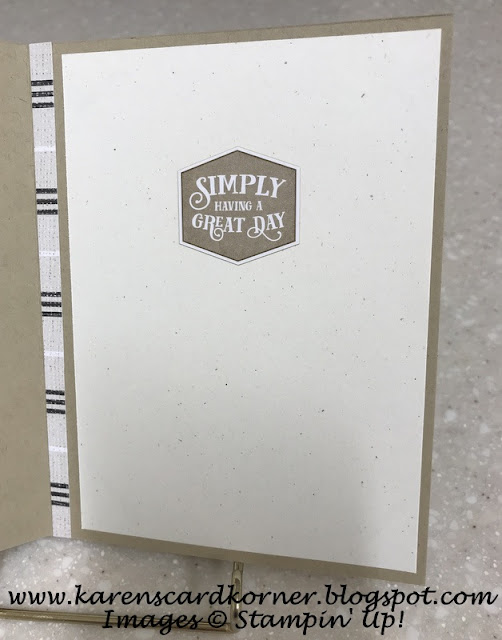 SIMPLY
HAVING A
GREAT DAY
www.karenscardkorner.blogspot.com
Images © Stampin' Up!